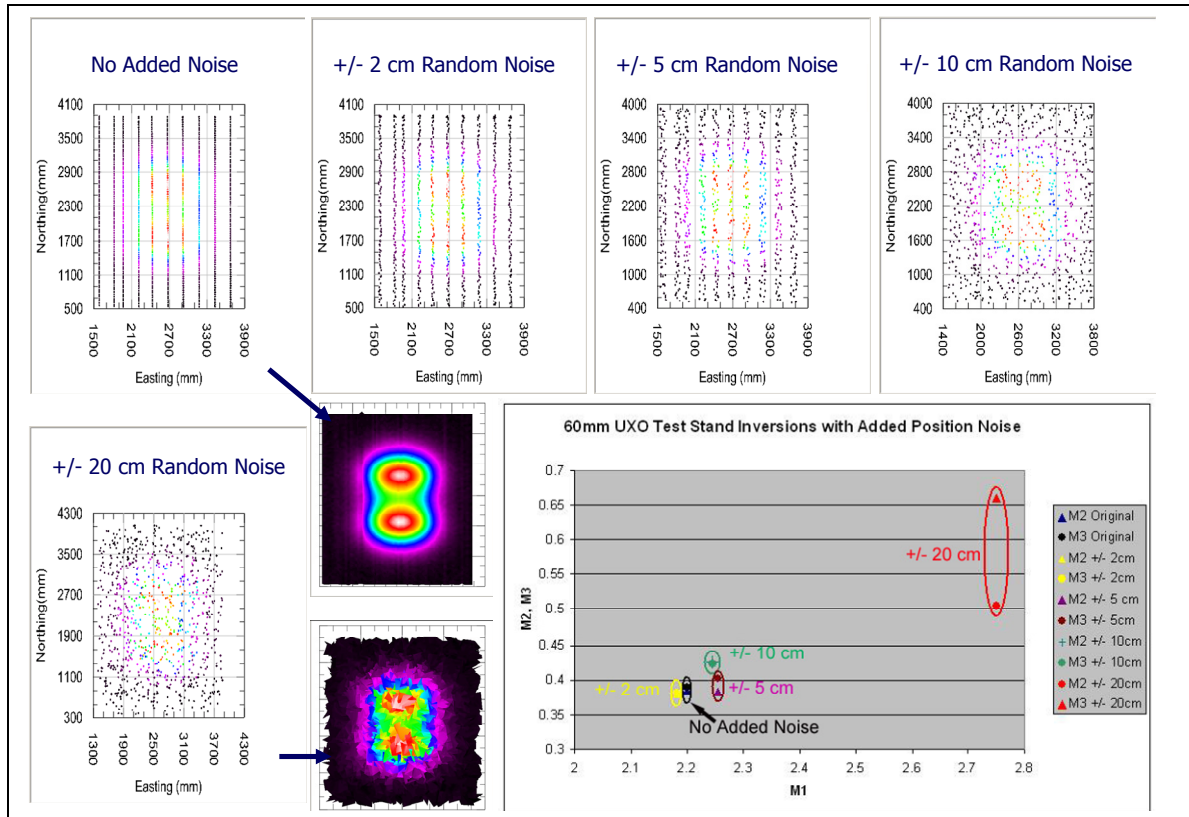 No Added Noise
4100
3500
2900
2300
1700
1100
500
Northing(mm)
1500
2100
2700
3300
3900
Easting (mm)
+/- 2 cm Random Noise
4100
3500
2900
2300
1700
1100
500
Northing(mm)
1500
2100
2700
3300
3900
Easting (mm)
+/- 5 cm Random Noise
4000
3400
2800
2200
1600
1000
400
Northing(mm)
1500
2100
2700
3300
3900
Easting (mm)
+/- 10 cm Random Noise
4000
3400
2800
2200
1600
1000
400
Northing(mm)
1400
2000
2600
3200
3800
Easting (mm)
+/- 20 cm Random Noise
4300
3500
2700
1900
1100
300
Northing(mm)
1300
1900
2500
3100
3700
4300
Easting (mm)
60mm UXO Test Stand Inversions with Added Position Noise
0.7
0.65
0.6
0.55
0.5
0.45
0.4
0.35
0.3
M2, M3
2
2.1
2.2
2.3
2.4
2.5
2.6
2.7
2.8
M1
+/- 20 cm
+/- 10 cm
+/- 2 cm
+/- 5 cm
No Added Noise
M2 Original
M3 Original
M2 +/- 2cm
M3 +/- 2cm
M2 +/- 5 cm
M3 +/- 5cm
M2 +/- 10cm
M3 +/- 10cm
M2 +/- 20cm
M3 +/- 20cm